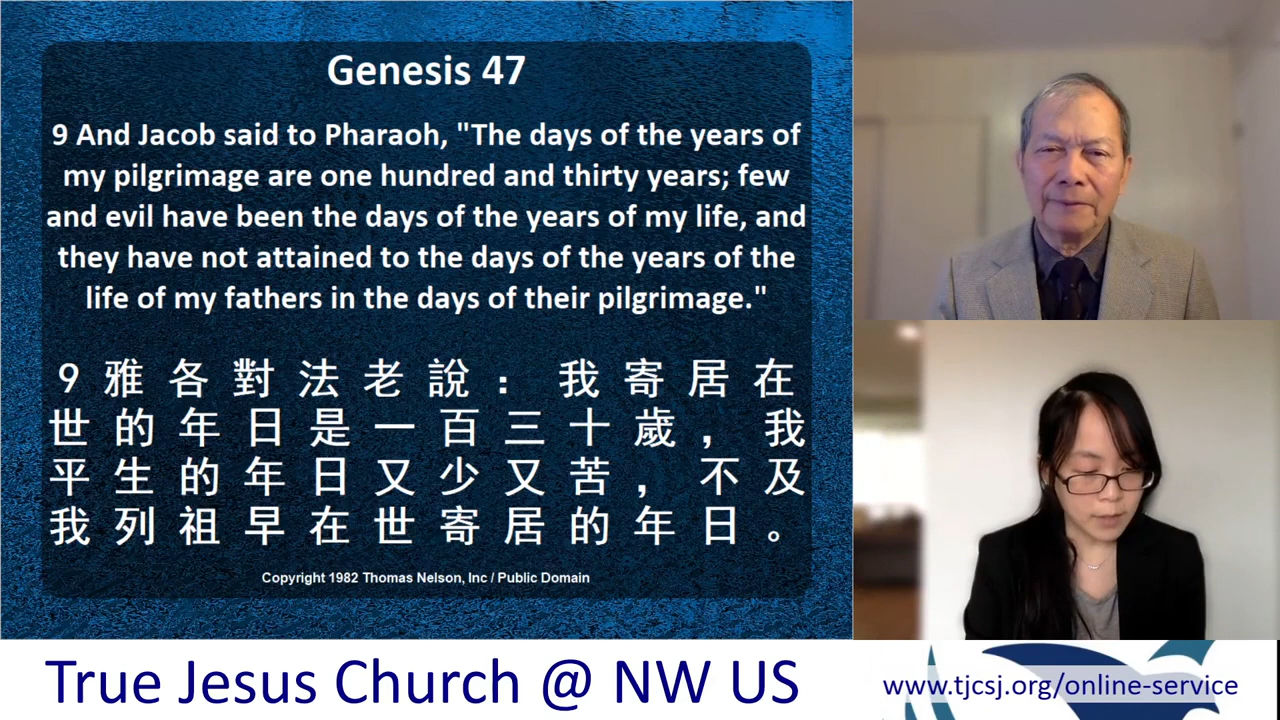 Genesis 47
9 And Jacob said to Pharaoh, "The days of the years of
my pilgrimage are one hundred and thirty years; few
and evil have been the days of the years of my life, and
they have not attained to the days of the years of the
life of my fathers in the days of their pilgrimage."
9 雅各對法老說：我寄居在
世的年日是一百三十歲，我
平生的年日又少又苦，不及
我列祖早在世寄居的年日。
Copyright 1982 Thomas Nelson, Inc / Public Domain
True Jesus Church @ NW US
www.tjcsj.org/online-service